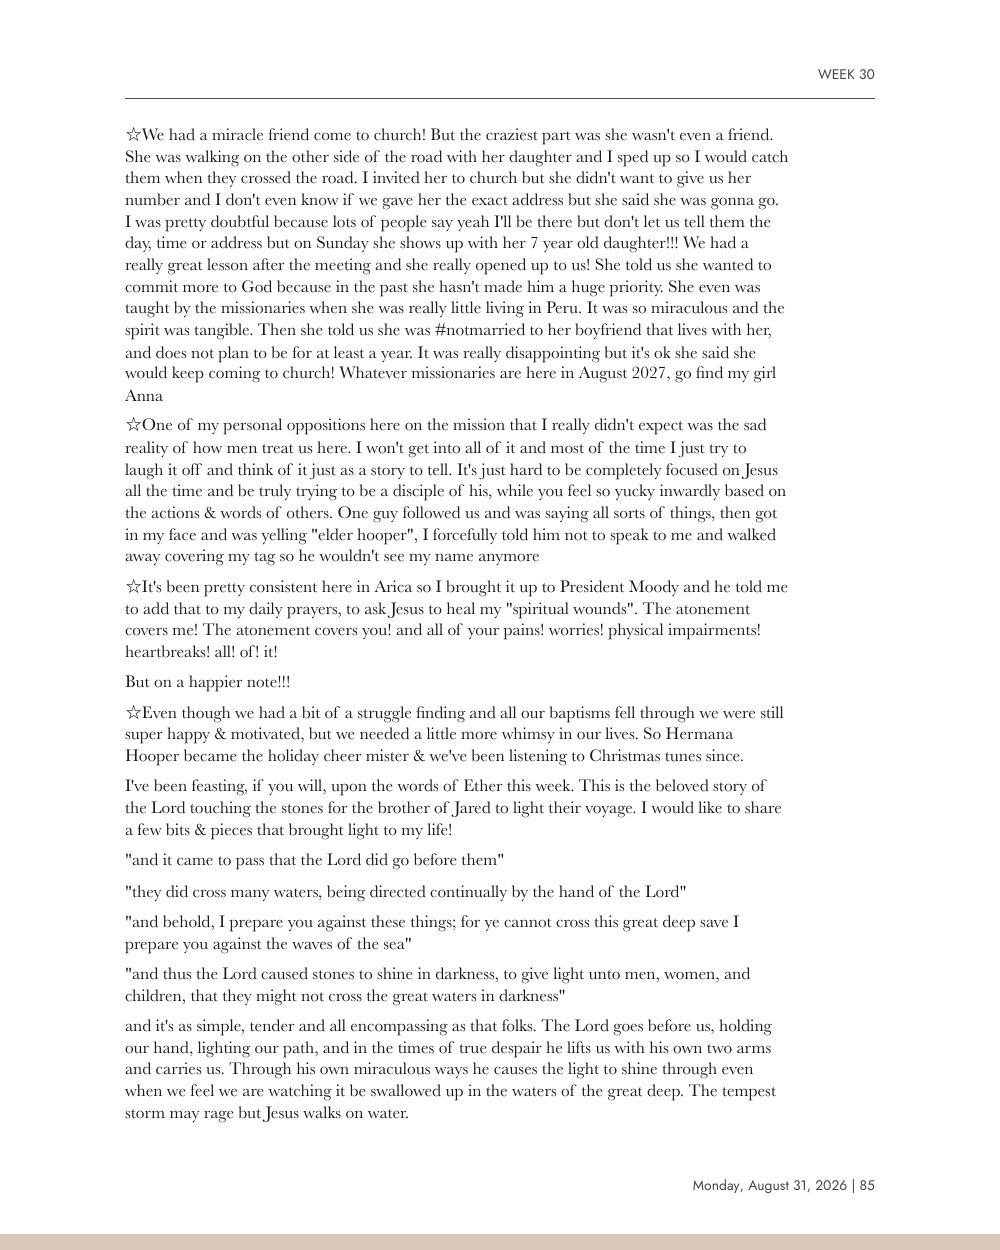 WEEK 30
☆We had a miracle friend come to church! But the craziest part was she wasn't even a friend.
She was walking on the other side of the road with her daughter and I sped up so I would catch
them when they crossed the road. I invited her to church but she didn't want to give us her
number and I don't even know if we gave her the exact address but she said she was gonna go.
I was pretty doubtful because lots of people say yeah I'll be there but don't let us tell them the
day, time or address but on Sunday she shows up with her 7 year old daughter!!! We had a
really great lesson after the meeting and she really opened up to us! She told us she wanted to
commit more to God because in the past she hasn't made him a huge priority. She even was
taught by the missionaries when she was really little living in Peru. It was so miraculous and the
spirit was tangible. Then she told us she was #notmarried to her boyfriend that lives with her,
and does not plan to be for at least a year. It was really disappointing but it's ok she said she
would keep coming to church! Whatever missionaries are here in August 2027, go find my girl
Anna
☆One of my personal oppositions here on the mission that I really didn't expect was the sad
reality of how men treat us here. I won't get into all of it and most of the time I just try to
laugh it off and think of it just as a story to tell. It's just hard to be completely focused on Jesus
all the time and be truly trying to be a disciple of his, while you feel so yucky inwardly based on
the actions & words of others. One guy followed us and was saying all sorts of things, then got
in my face and was yelling "elder hooper", I forcefully told him not to speak to me and walked
away covering my tag so he wouldn't see my name anymore
☆It's been pretty consistent here in Arica so I brought it up to President Moody and he told me
to add that to my daily prayers, to ask Jesus to heal my "spiritual wounds". The atonement
covers me! The atonement covers you! and all of your pains! worries! physical impairments!
heartbreaks! all! of! it!
But on a happier note!!!
☆Even though we had a bit of a struggle finding and all our baptisms fell through we were still
super happy & motivated, but we needed a little more whimsy in our lives. So Hermana
Hooper became the holiday cheer mister & we've been listening to Christmas tunes since.
I've been feasting, if you will, upon the words of Ether this week. This is the beloved story of
the Lord touching the stones for the brother of Jared to light their voyage. I would like to share
a few bits & pieces that brought light to my life!
"and it came to pass that the Lord did go before them"
"they did cross many waters, being directed continually by the hand of the Lord"
"and behold, I prepare you against these things; for ye cannot cross this great deep save I
prepare you against the waves of the sea"
"and thus the Lord caused stones to shine in darkness, to give light unto men, women, and
children, that they might not cross the great waters in darkness"
and it's as simple, tender and all encompassing as that folks. The Lord goes before us, holding
our hand, lighting our path, and in the times of true despair he lifts us with his own two arms
and carries us. Through his own miraculous ways he causes the light to shine through even
when we feel we are watching it be swallowed up in the waters of the great deep. The tempest
storm may rage but Jesus walks on water.
Monday, August 31, 2026 | 85